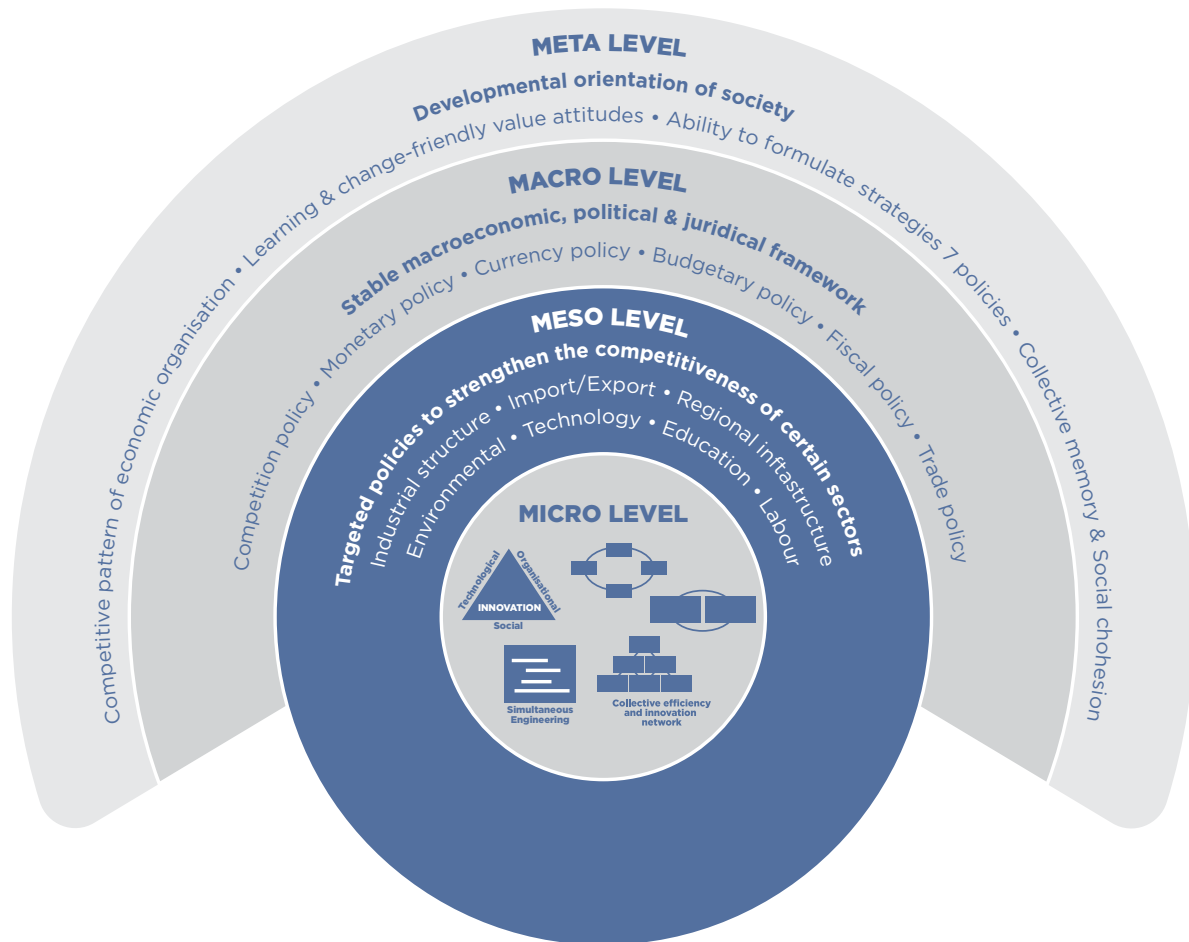 META LEVEL
Developmental orientation of society
Competitive pattern of economic organisation • Learning & change-friendly value attitudes • Ability to formulate strategies 7 policies • Collective memory & Social chohesion
MACRO LEVEL
Stable macroeconomic, political & juridical framework
Competition policy • Monetary policy • Currency policy • Budgetary policy • Fiscal policy • Trade policy
MESO LEVEL
Targeted policies to strengthen the competitiveness of certain sectors
Industrial structure • Import/Export • Regional inftastructure
Environmental • Technology • Education • Labour
MICRO LEVEL
Technological
Organisational
INNOVATION
Social
Simultaneous
Engineering
Collective efficiency
and innovation
network